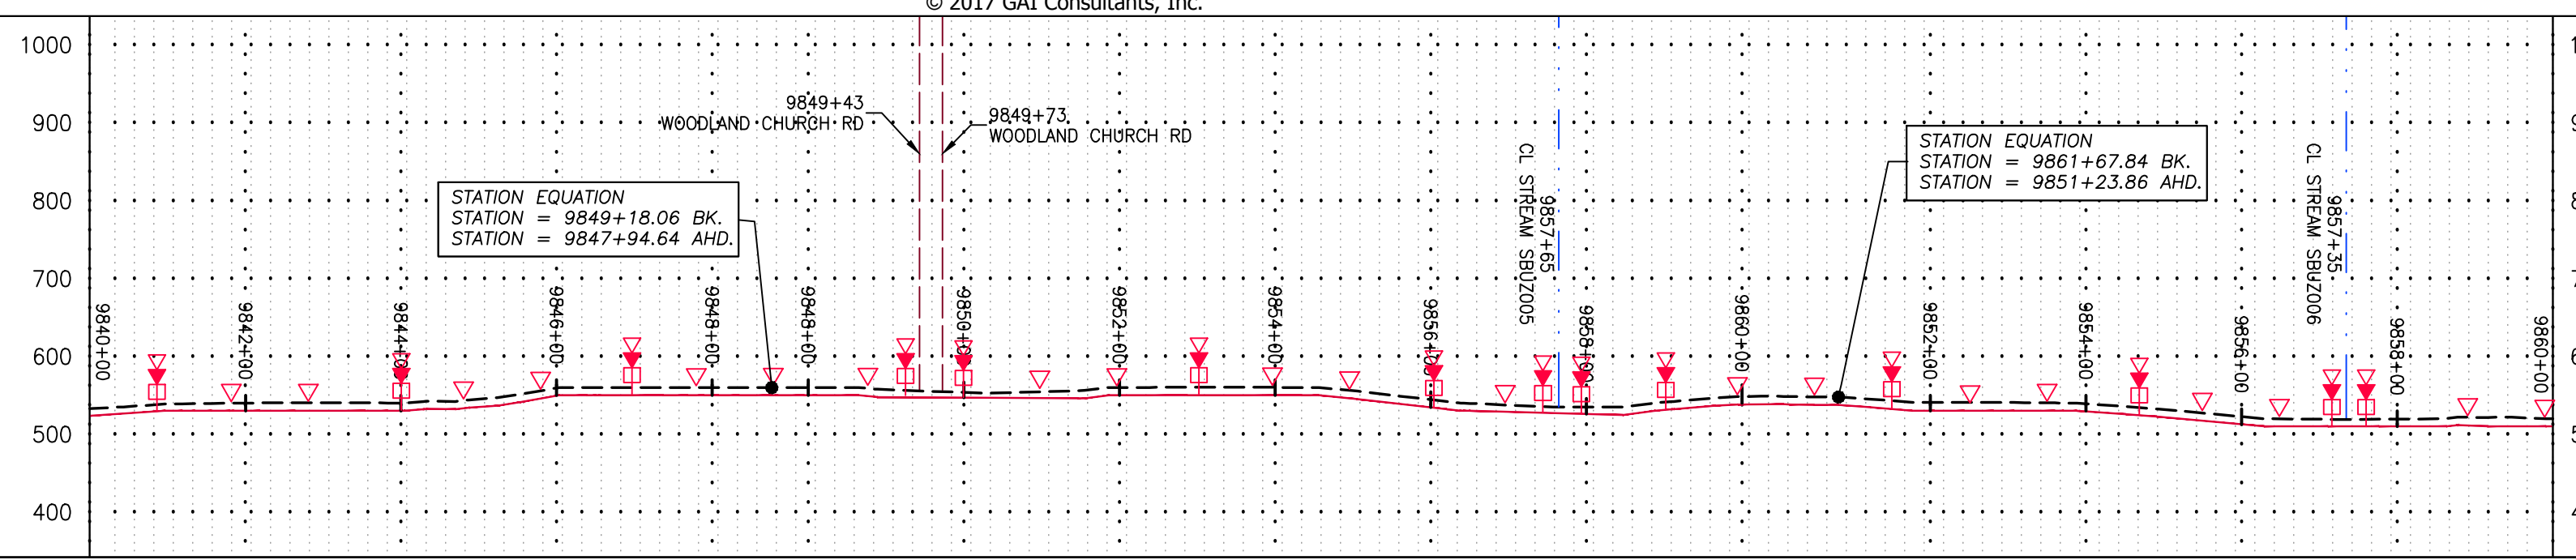 © 2017 GAI Consultants, Inc.
1000
900
800
700
600
500
400
9849+43
WOODLAND CHURCH RD
9849+73
WOODLAND CHURCH RD
STATION EQUATION
STATION = 9849+18.06 BK.
STATION = 9847+94.64 AHD.
STATION EQUATION
STATION = 9861+67.84 BK.
STATION = 9851+23.86 AHD.
CL STREAM SBUZ005
9857+65
CL STREAM SBUZ006
9857+35
9840+00
9842+00
9844+00
9846+00
9848+00
9848+00
9850+00
9852+00
9854+00
9856+00
9858+00
9860+00
9852+00
9854+00
9856+00
9858+00
9860+00